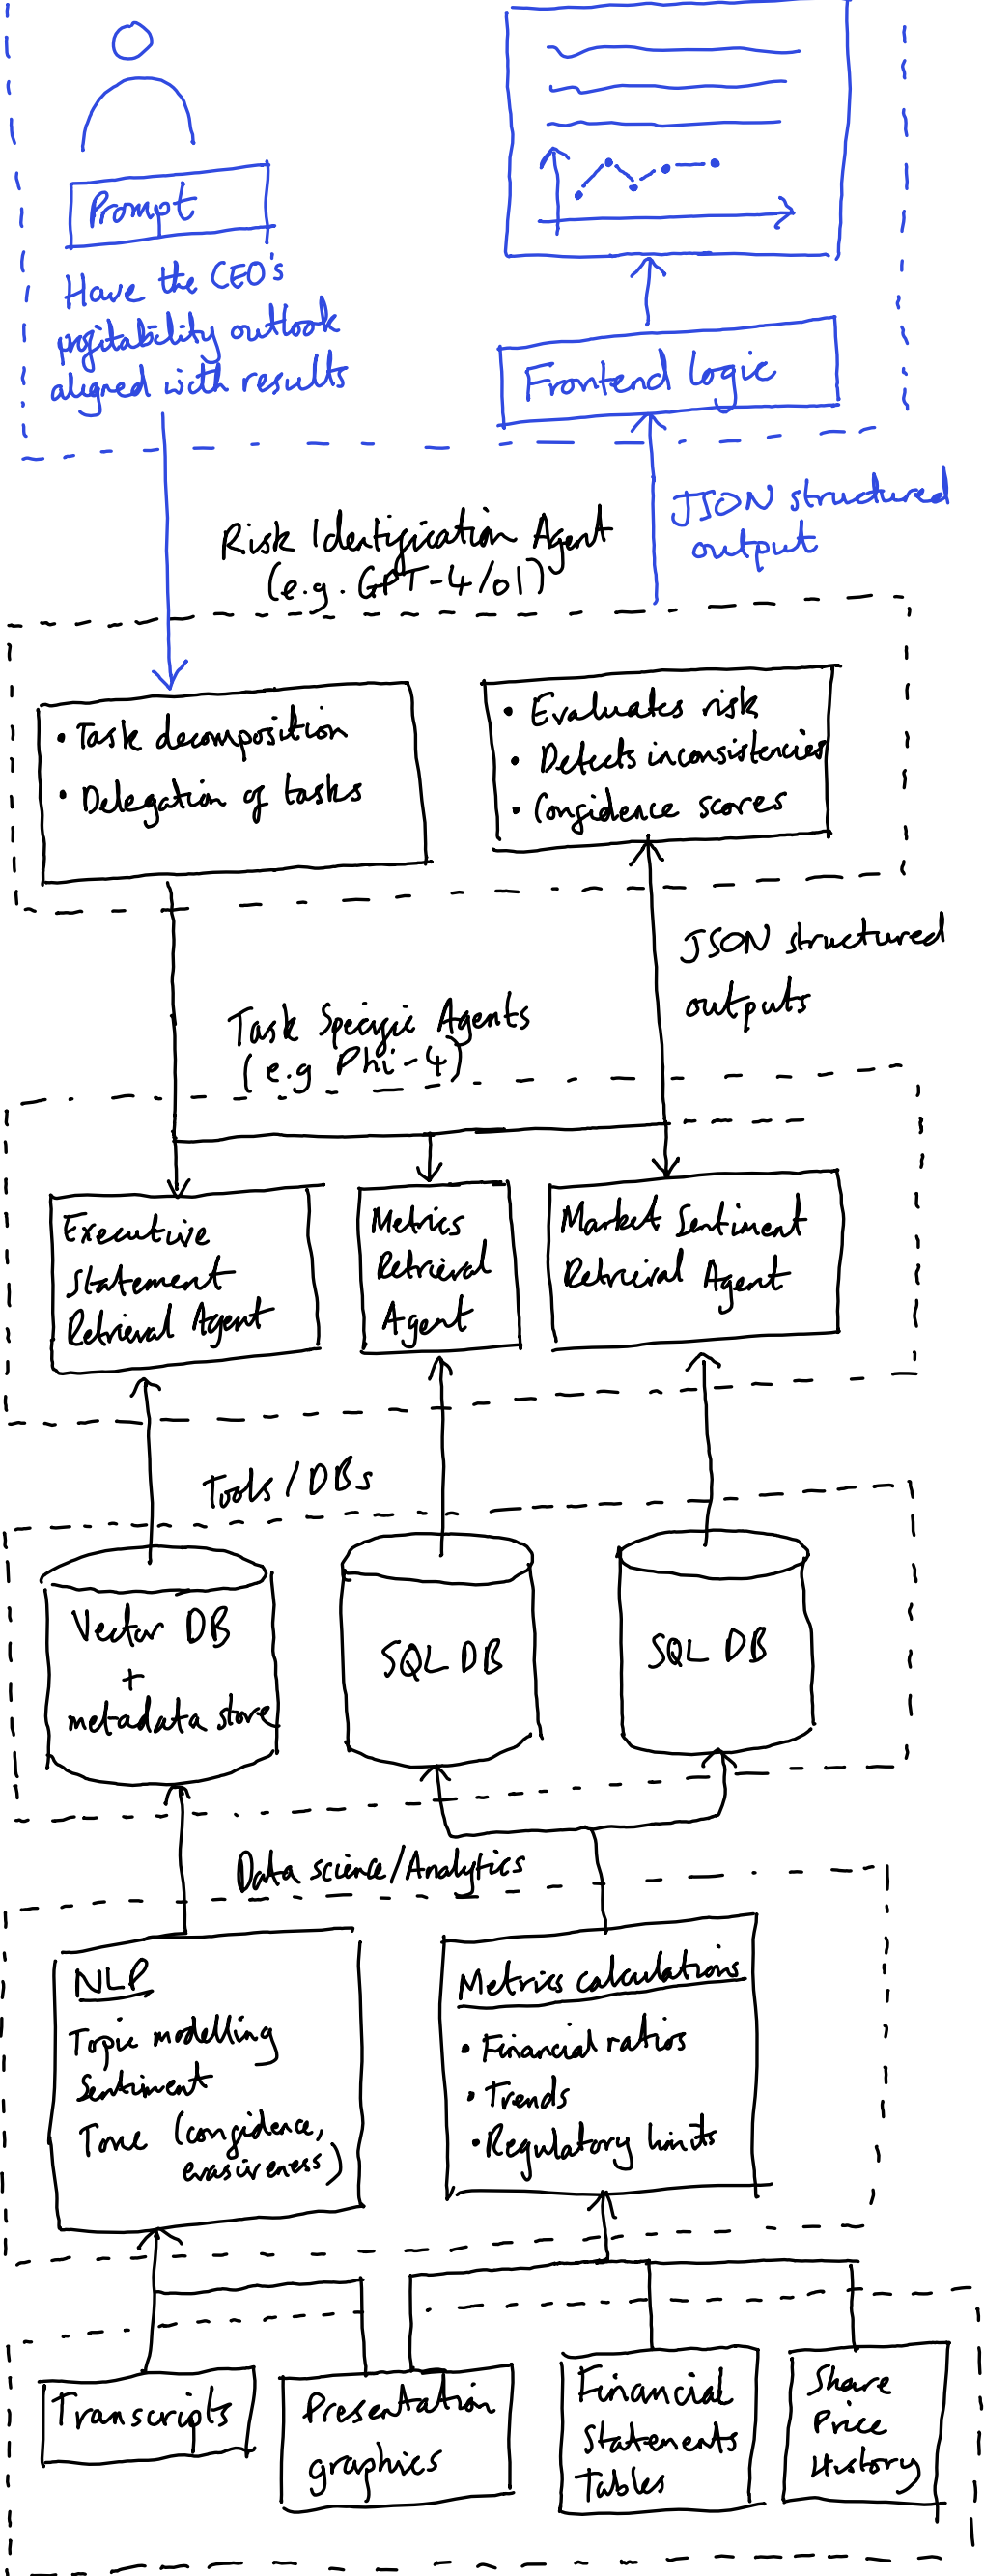 Prompt
Have the CEO's
profitability outlook
aligned with results
Frontend logic
JSON structured
output
Risk Identification Agent
(e.g. GPT-4/o1)
• Task decomposition
• Delegation of tasks
• Evaluates risk
• Detects inconsistencies
• Confidence scores
JSON structured
outputs
Task Specific Agents
(e.g Phi-4)
Executive
Statement
Retrieval Agent
Metrics
Retrieval
Agent
Market Sentiment
Retrieval Agent
Tools / DBs
Vector DB
+
metadata store
SQL DB
SQL DB
Data science/Analytics
NLP
Topic modelling
Sentiment
Tone (confidence,
evasiveness)
Metrics calculations
• Financial ratios
• Trends
• Regulatory limits
Transcripts
Presentation
graphics
Financial
Statements
Tables
Share
Price
History